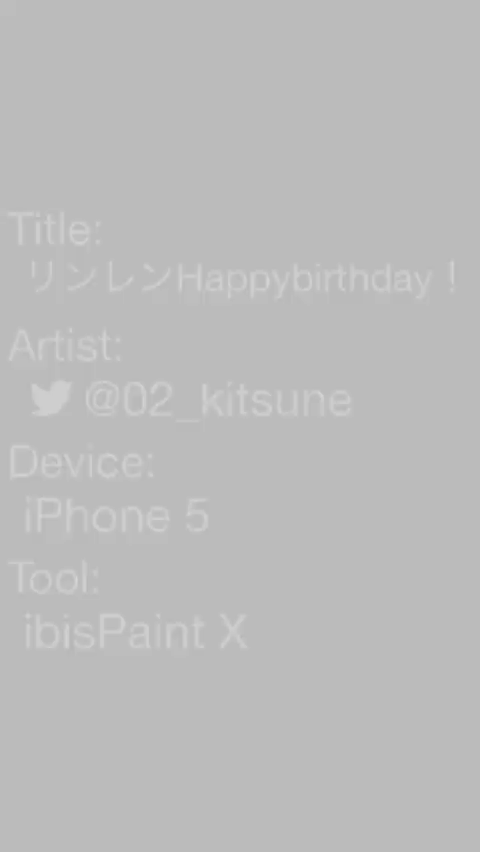 Title:
リンレンHappybirthday！
Artist:
@02_kitsune
Device:
iPhone 5
Tool:
ibisPaint X